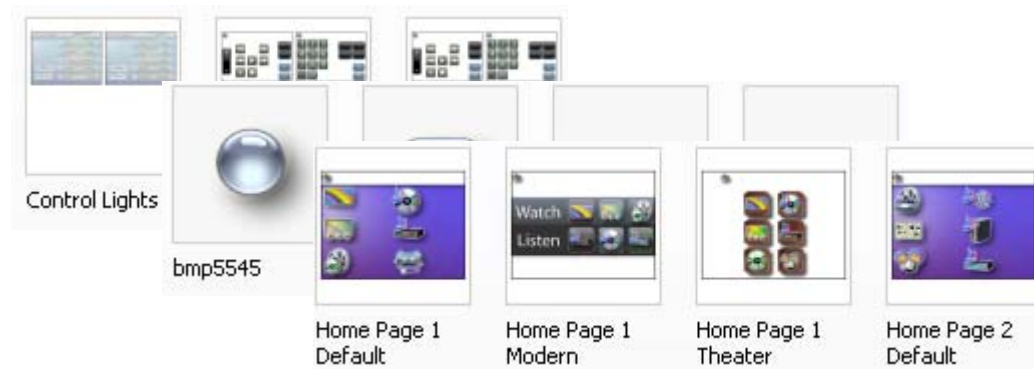 Control Lights
bmp5545
Watch
Listen
Home Page 1
Default
Home Page 1
Modern
Home Page 1
Theater
Home Page 2
Default